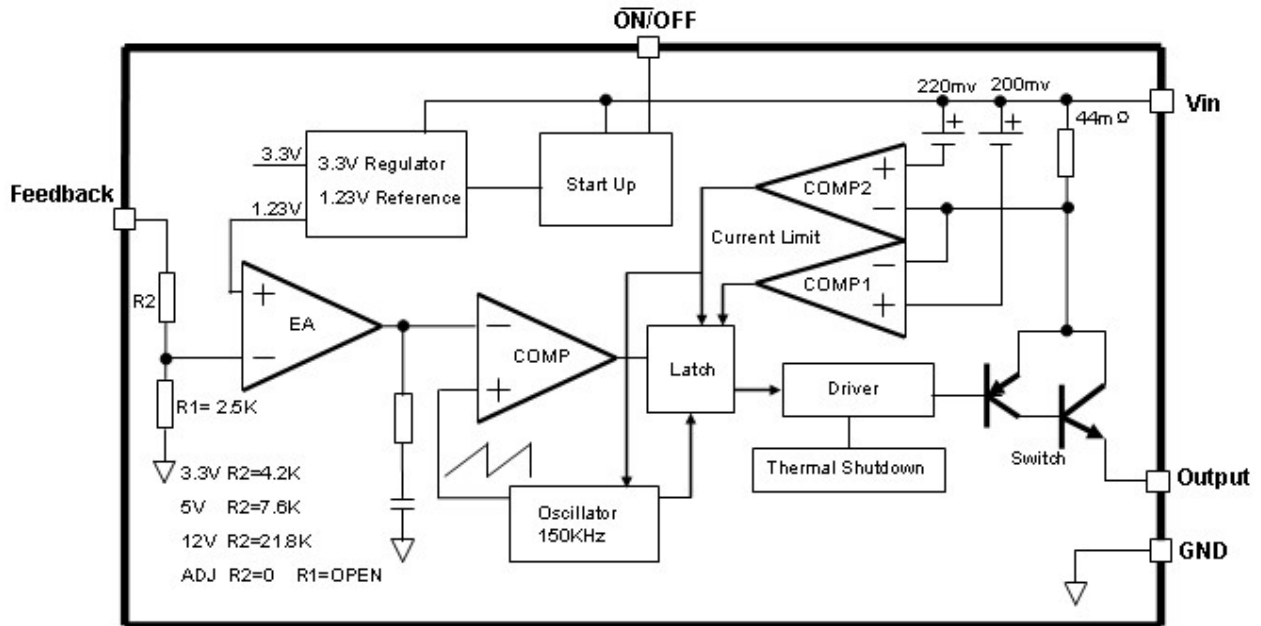 ON/OFF
220mv 200mv
Vin
44mΩ
3.3V
3.3V Regulator
1.23V Reference
Start Up
+
COMP2
−
Feedback
1.23V
Current Limit
−
COMP1
+
R2
+
EA
−
−
COMP
+
Latch
Driver
R1= 2.5K
Switch
Thermal Shutdown
3.3V R2=4.2K
5V R2=7.6K
12V R2=21.8K
ADJ R2=0 R1=OPEN
Oscillator
150KHz
Output
GND